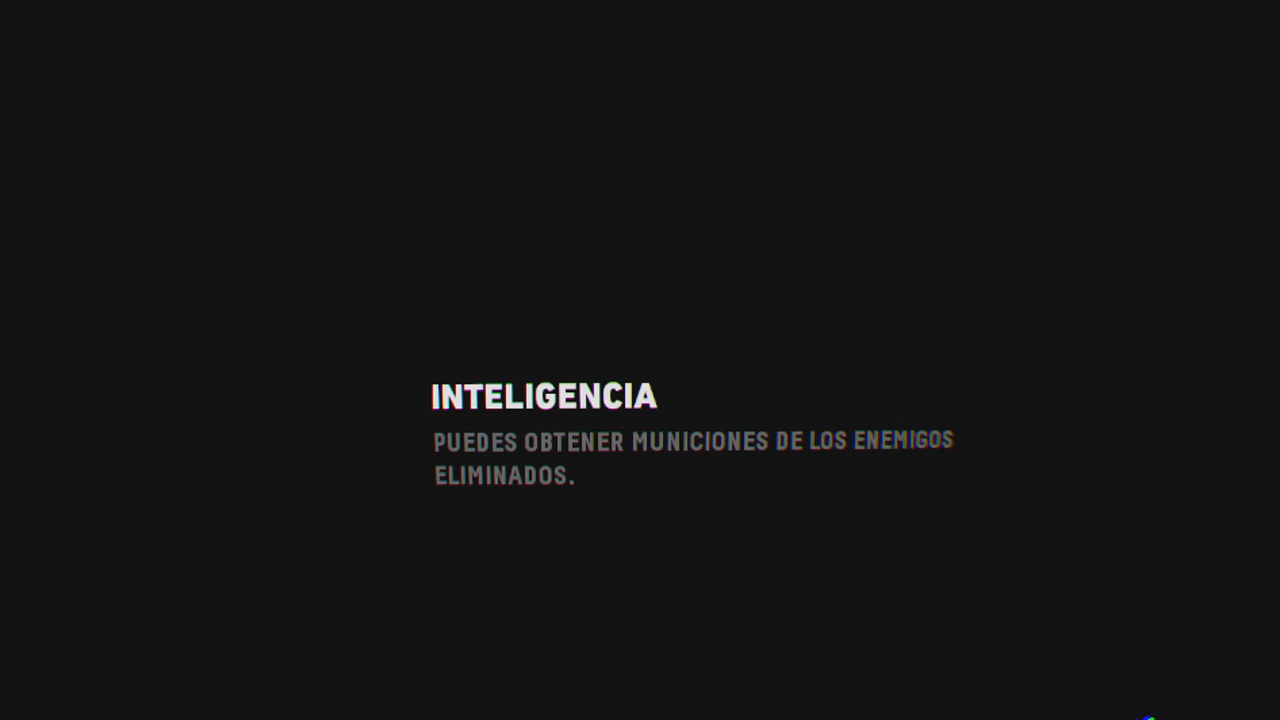 INTELIGENCIA
PUEDES OBTENER MUNICIONES DE LOS ENEMIGOS
ELIMINADOS.